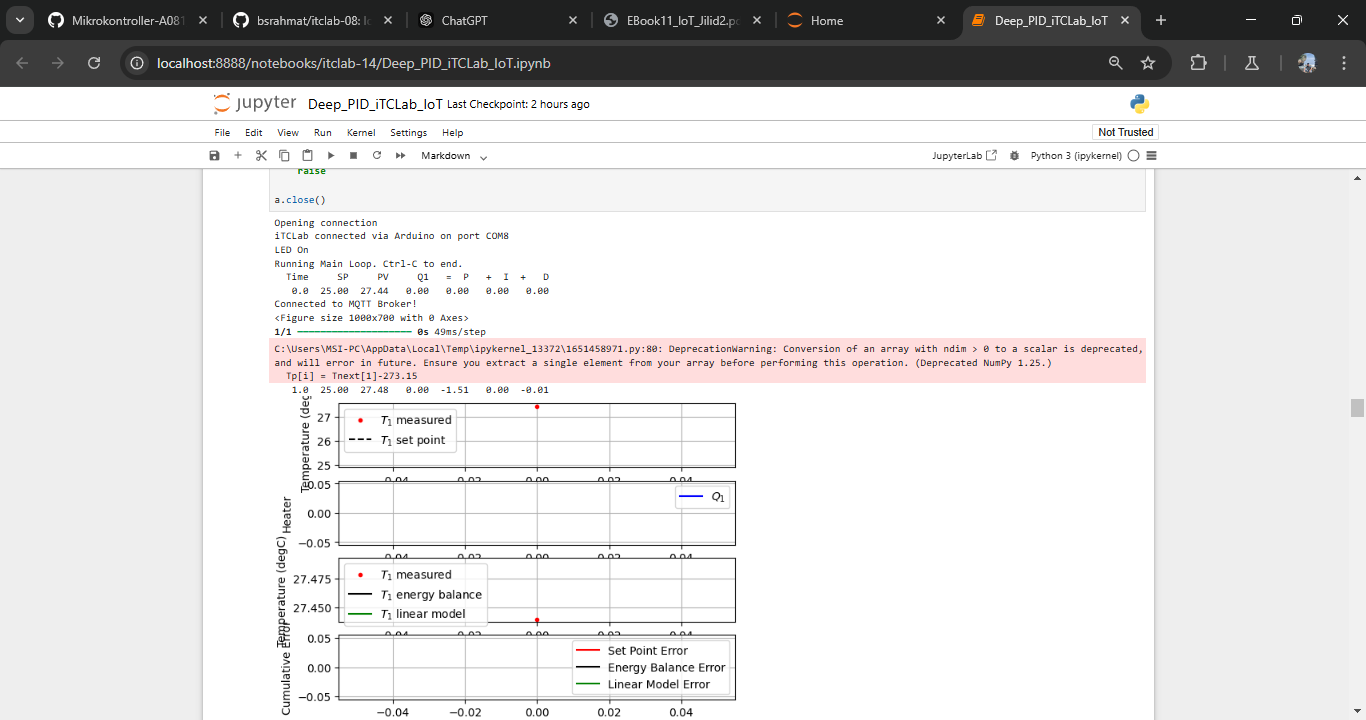 Mikrokontroller-A081
bsrahmat/itclab-08: Io
ChatGPT
EBook11_IoT_Jilid2.pd
Home
Deep_PID_iTCLab_IoT
localhost:8888/notebooks/itclab-14/Deep_PID_iTCLab_IoT.ipynb
jupyter Deep_PID_iTCLab_IoT Last Checkpoint: 2 hours ago
File Edit View Run Kernel Settings Help
Not Trusted
Markdown
JupyterLab
Python 3 (ipykernel)
raise
a.close()
Opening connection
iTCLab connected via Arduino on port COM8
LED On
Running Main Loop. Ctrl-C to end.
Time SP PV Q1 = P + I + D
0.0 25.00 27.44 0.00 0.00 0.00 0.00
Connected to MQTT Broker!
<Figure size 1000x700 with 0 Axes>
1/1 ━━━━━━━━━━━━━━━━━━━━ 0s 49ms/step
C:\Users\MSI-PC\AppData\Local\Temp\ipykernel_13372\1651458971.py:80: DeprecationWarning: Conversion of an array with ndim > 0 to a scalar is deprecated,
and will error in future. Ensure you extract a single element from your array before performing this operation. (Deprecated NumPy 1.25.)
Tp[i] = Tnext[1]-273.15
1.0 25.00 27.48 0.00 -1.51 0.00 -0.01
Temperature (degC)
27
26
25
T1 measured
T1 set point
−0.04 −0.02 0.00 0.02 0.04
Heater
0.05
0.00
−0.05
Q1
−0.04 −0.02 0.00 0.02 0.04
Temperature (degC)
27.475
27.450
T1 measured
T1 energy balance
T1 linear model
−0.04 −0.02 0.00 0.02 0.04
Cumulative Error
0.05
0.00
−0.05
Set Point Error
Energy Balance Error
Linear Model Error
−0.04 −0.02 0.00 0.02 0.04